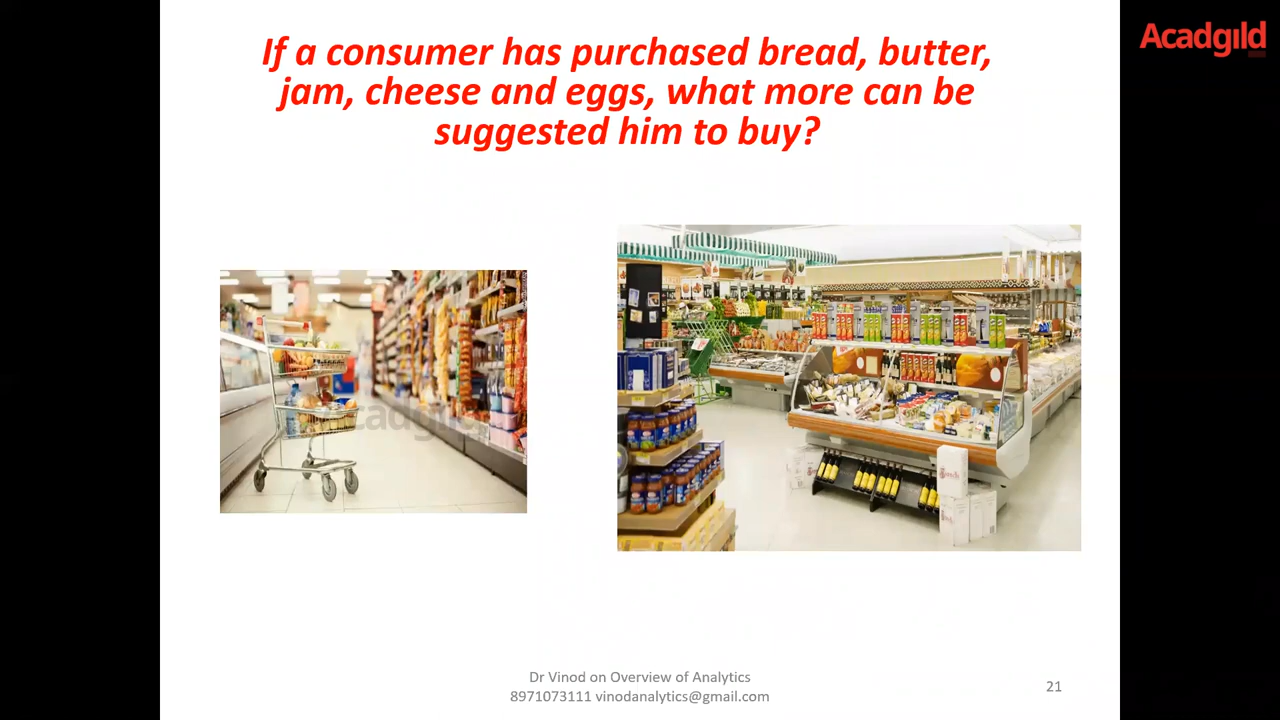 If a consumer has purchased bread, butter,
jam, cheese and eggs, what more can be
suggested him to buy?
Acadgild
Acadgild
Dr Vinod on Overview of Analytics
8971073111 vinodanalytics@gmail.com
21